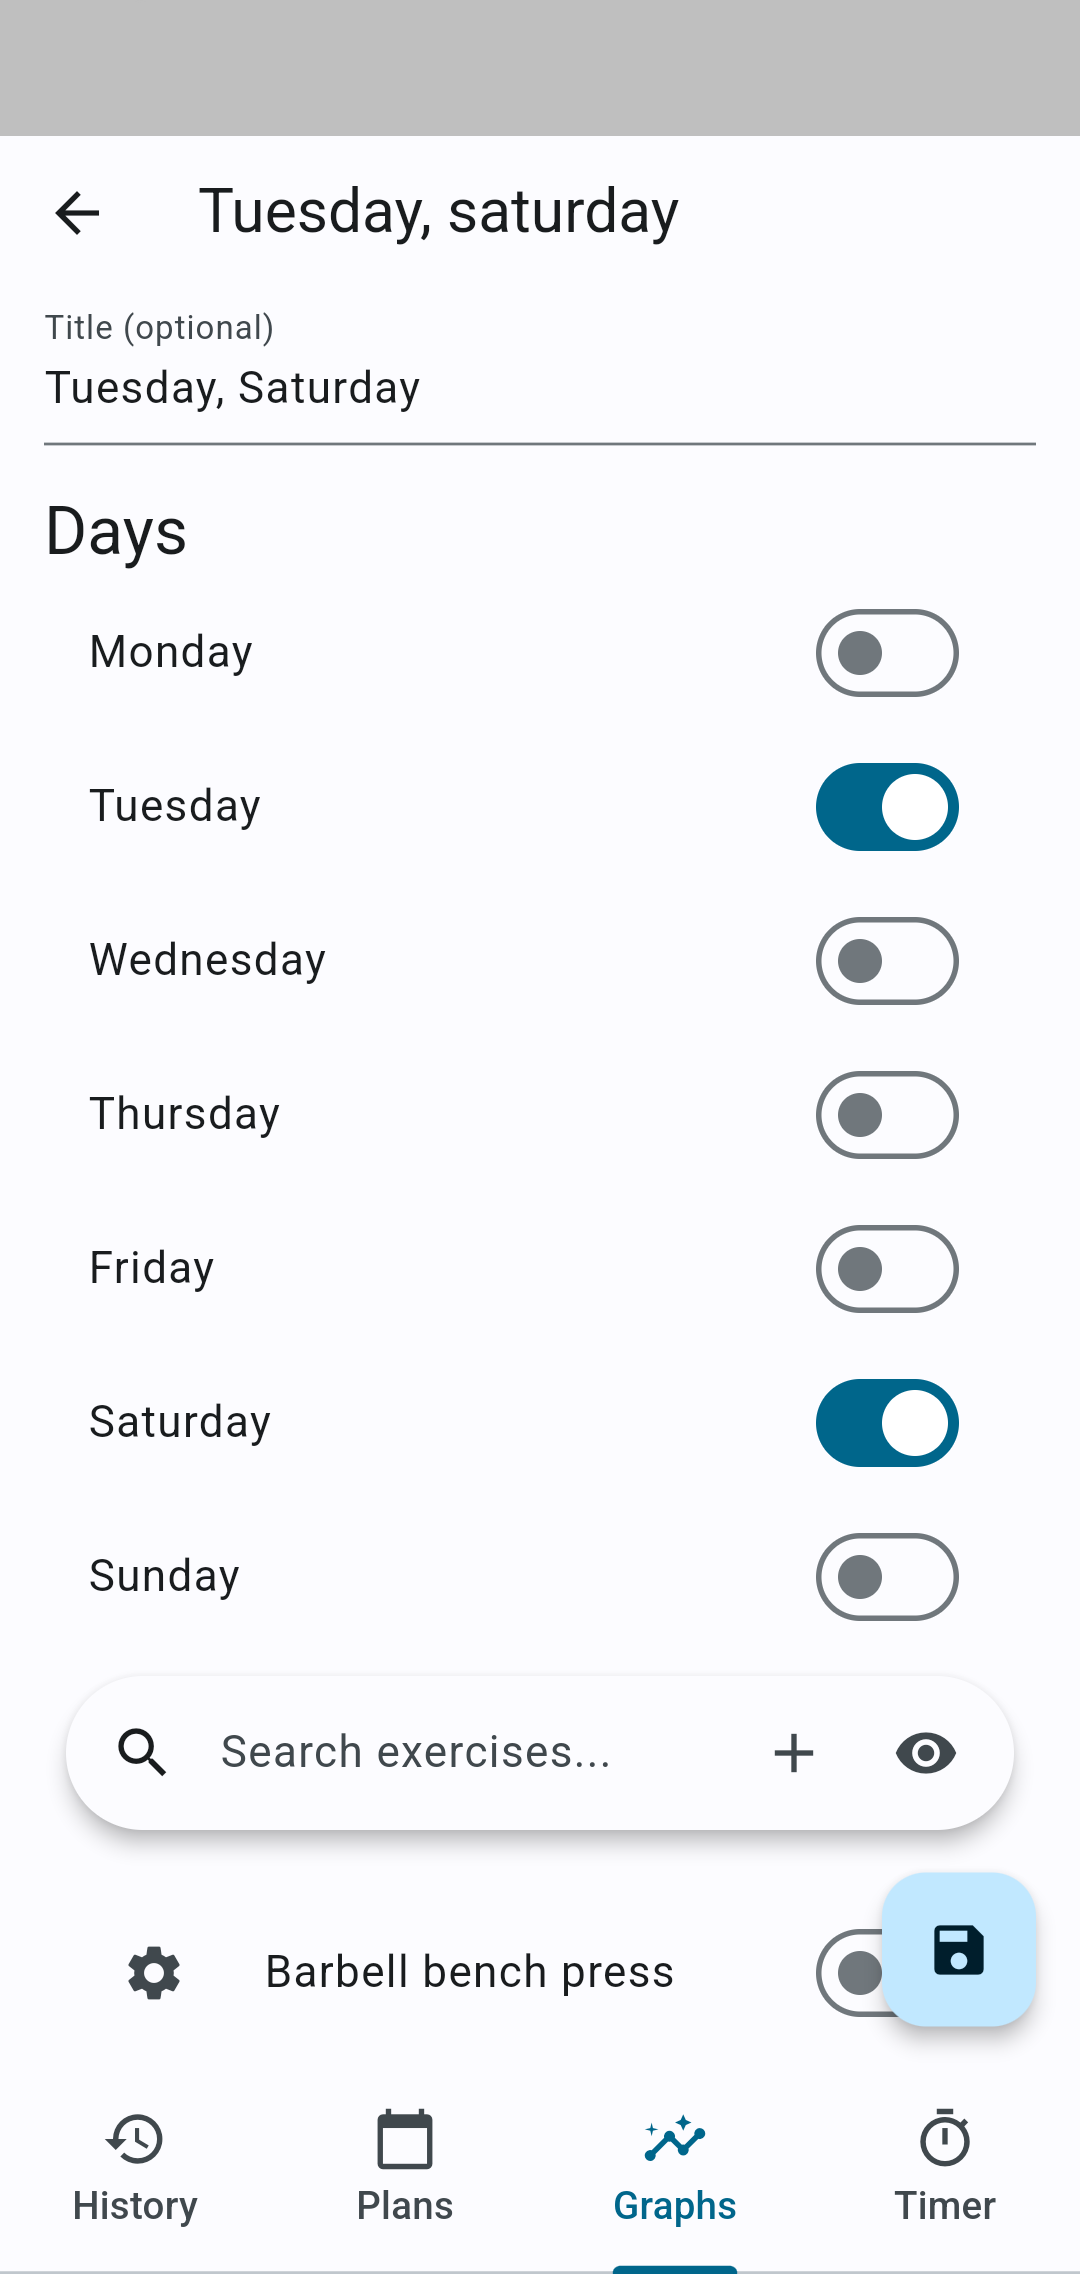 Tuesday, saturday
Title (optional)
Tuesday, Saturday
Days
Monday
Tuesday
Wednesday
Thursday
Friday
Saturday
Sunday
Search exercises...
Barbell bench press
History
Plans
Graphs
Timer